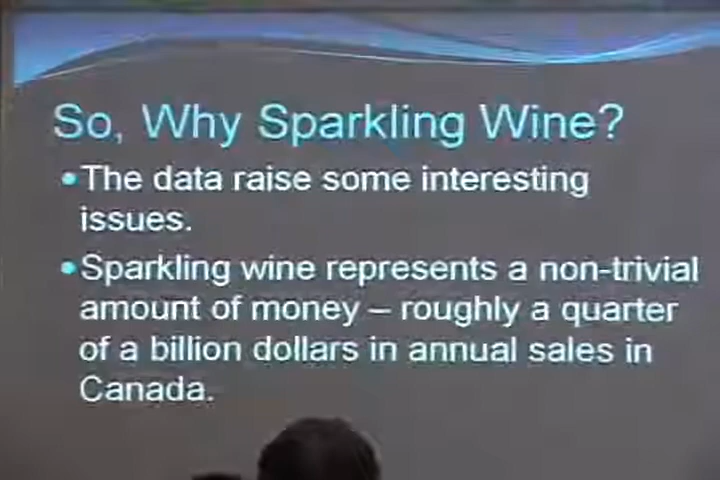 So, Why Sparkling Wine?
•The data raise some interesting
issues.
•Sparkling wine represents a non-trivial
amount of money – roughly a quarter
of a billion dollars in annual sales in
Canada.